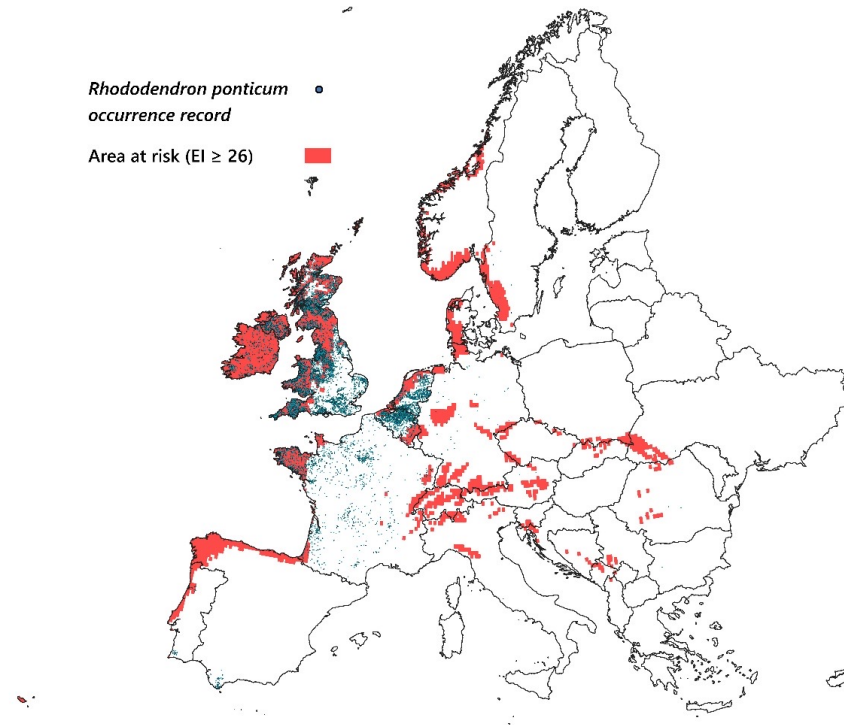 Rhododendron ponticum
occurrence record
Area at risk (EI ≥ 26)